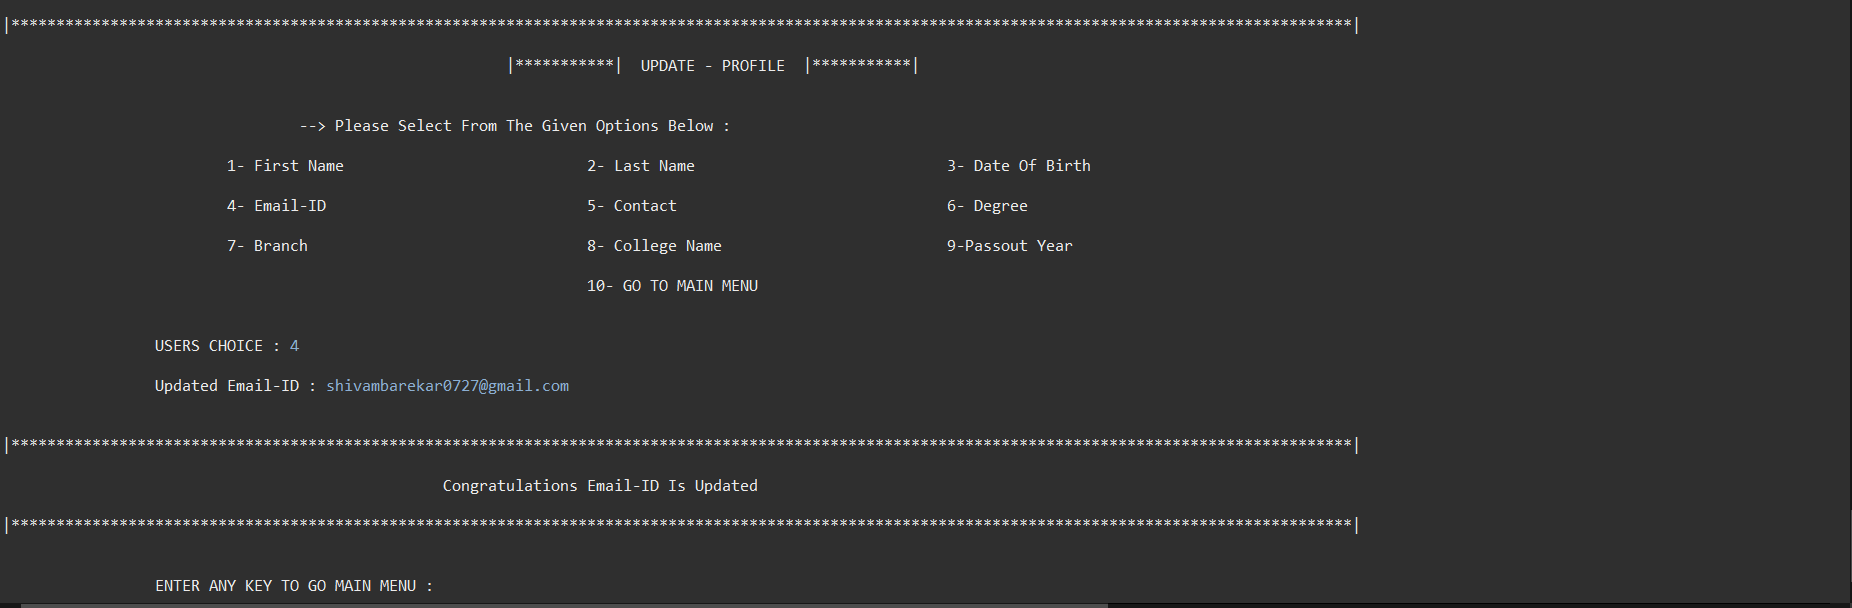 |*****************************************************************************************************************************************************|
|***********| UPDATE - PROFILE |***********|
--> Please Select From The Given Options Below :
1- First Name 2- Last Name 3- Date Of Birth
4- Email-ID 5- Contact 6- Degree
7- Branch 8- College Name 9-Passout Year
10- GO TO MAIN MENU
USERS CHOICE : 4
Updated Email-ID : shivambarekar0727@gmail.com
|*****************************************************************************************************************************************************|
Congratulations Email-ID Is Updated
|*****************************************************************************************************************************************************|
ENTER ANY KEY TO GO MAIN MENU :